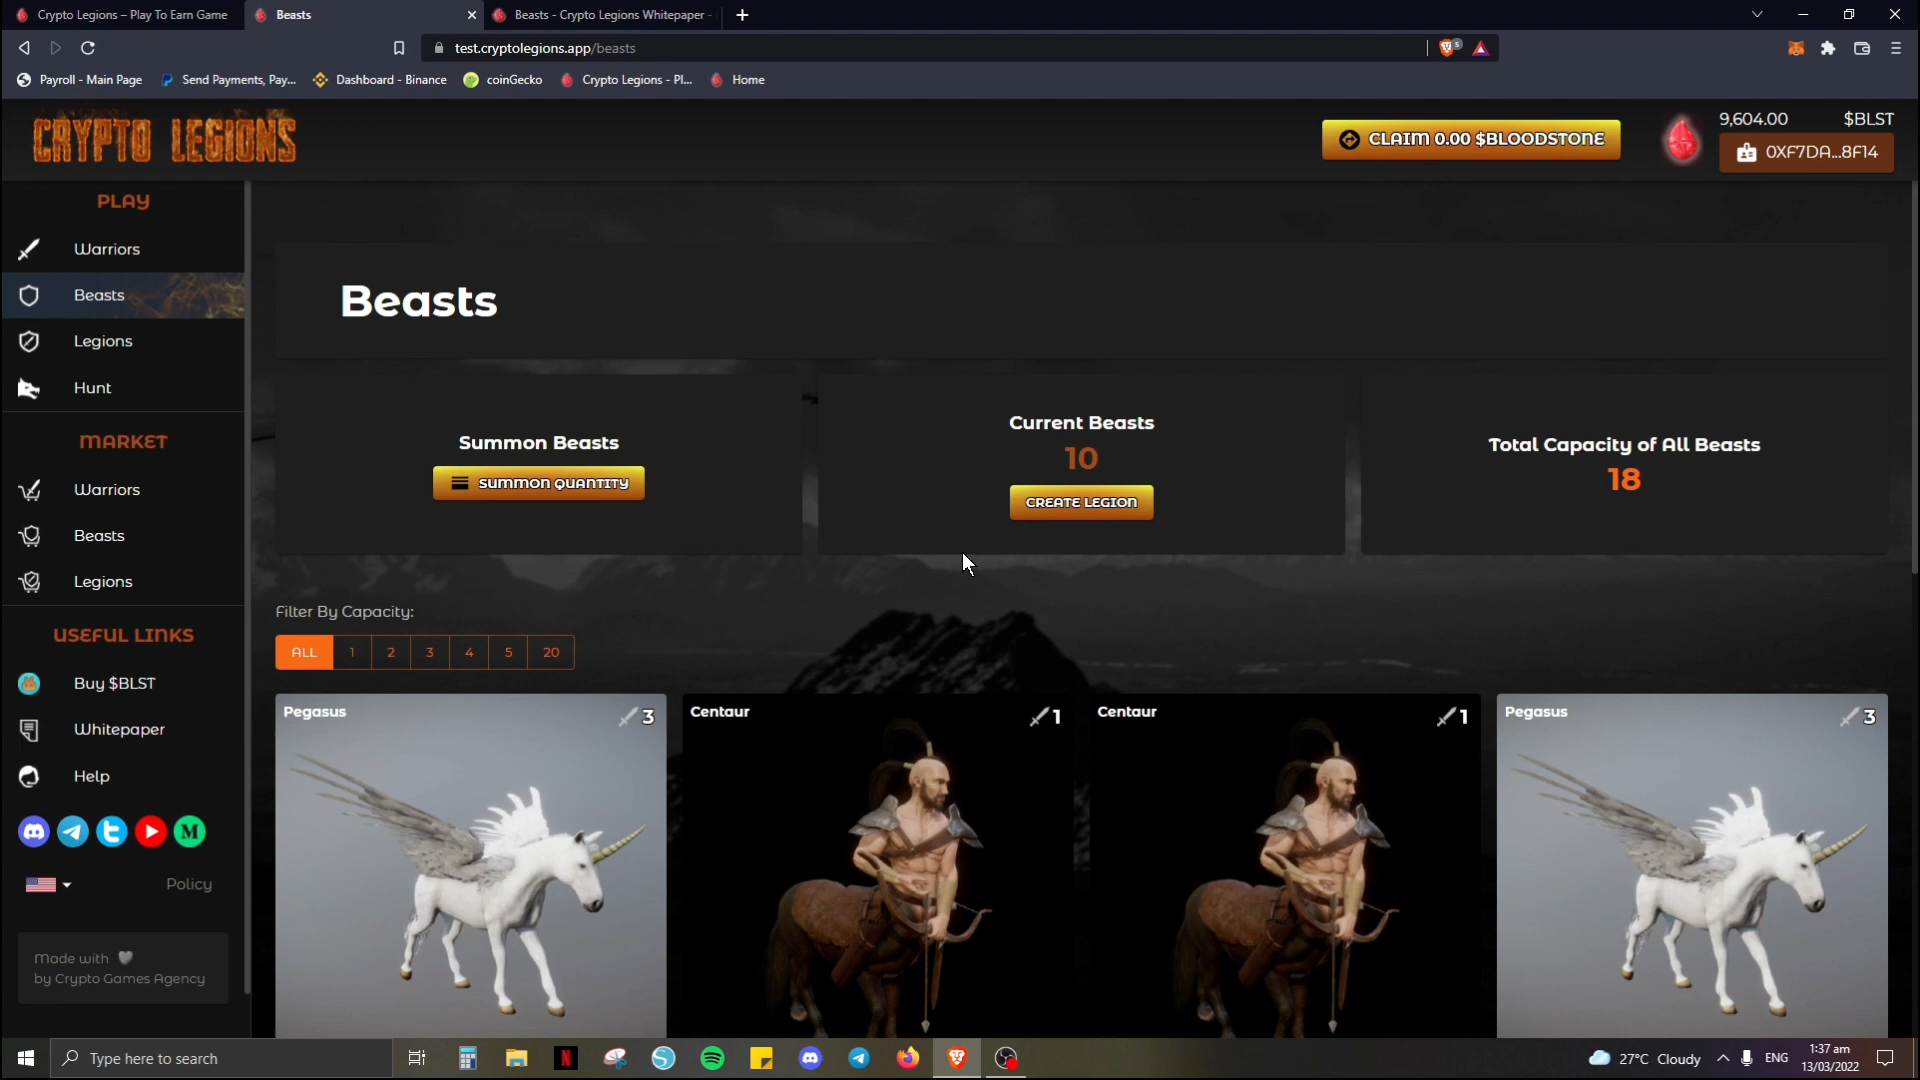 Crypto Legions – Play To Earn Game
Beasts
Beasts - Crypto Legions Whitepaper -
test.cryptolegions.app/beasts
5
Payroll - Main Page
Send Payments, Pay...
Dashboard - Binance
coinGecko
Crypto Legions - Pl...
Home
CRYPTO LEGIONS
CLAIM 0.00 $BLOODSTONE
9,604.00 $BLST
0XF7DA...8F14
PLAY
Warriors
Beasts
Legions
Hunt
MARKET
Warriors
Beasts
Legions
USEFUL LINKS
Buy $BLST
Whitepaper
Help
M
Policy
Made with
by Crypto Games Agency
Beasts
Summon Beasts
SUMMON QUANTITY
Current Beasts
10
CREATE LEGION
Total Capacity of All Beasts
18
Filter By Capacity:
ALL 1 2 3 4 5 20
Pegasus 3
Centaur 1
Centaur 1
Pegasus 3
Type here to search
N
27°C Cloudy
ENG
1:37 am
13/03/2022